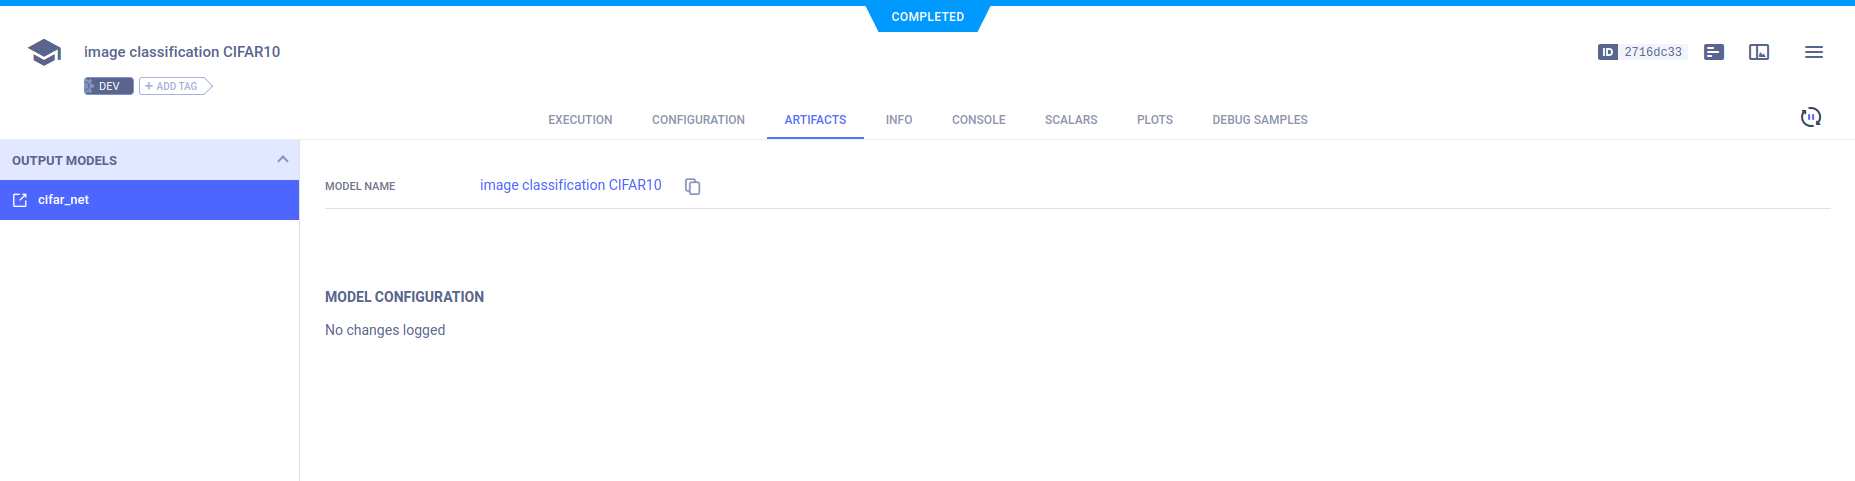 COMPLETED
image classification CIFAR10
ID 2716dc33
DEV
+ ADD TAG
EXECUTION CONFIGURATION ARTIFACTS INFO CONSOLE SCALARS PLOTS DEBUG SAMPLES
OUTPUT MODELS
cifar_net
MODEL NAME image classification CIFAR10
MODEL CONFIGURATION
No changes logged